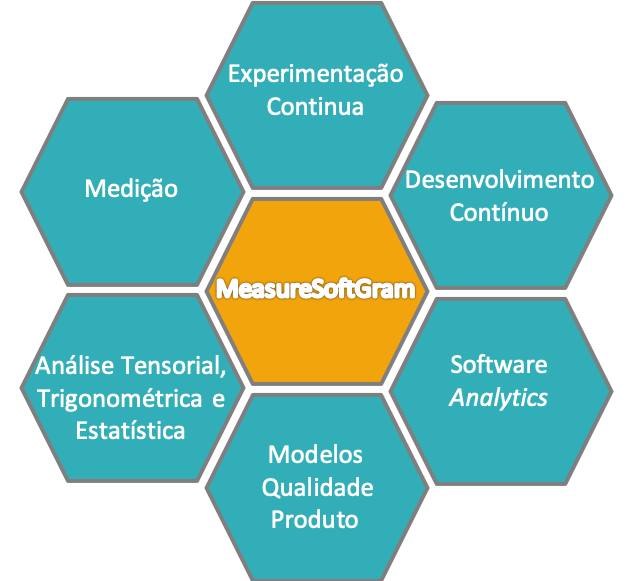 Experimentação
Continua
Medição
Desenvolvimento
Contínuo
MeasureSoftGram
Análise Tensorial,
Trigonométrica e
Estatística
Software
Analytics
Modelos
Qualidade
Produto